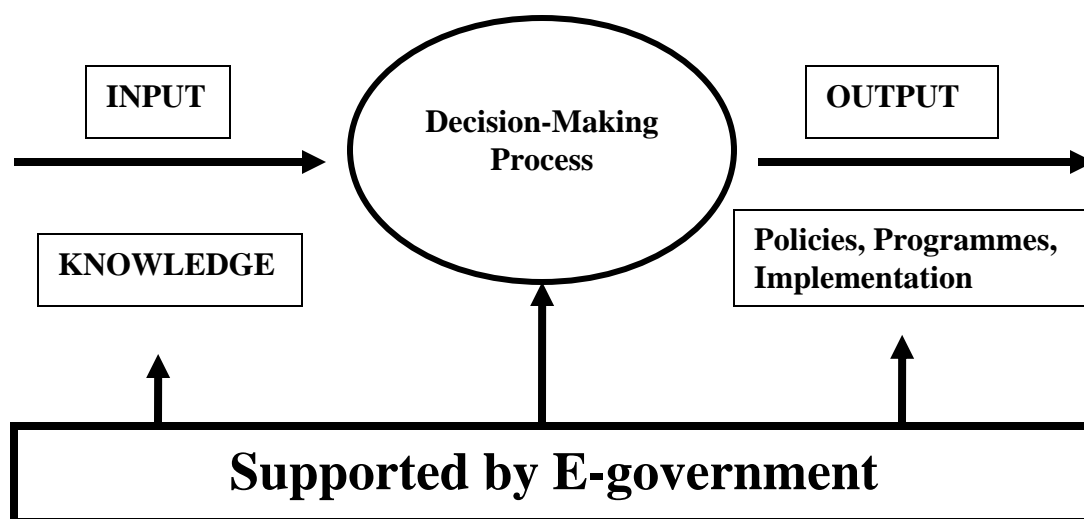 INPUT
Decision-Making
Process
OUTPUT
KNOWLEDGE
Policies, Programmes,
Implementation
Supported by E-government